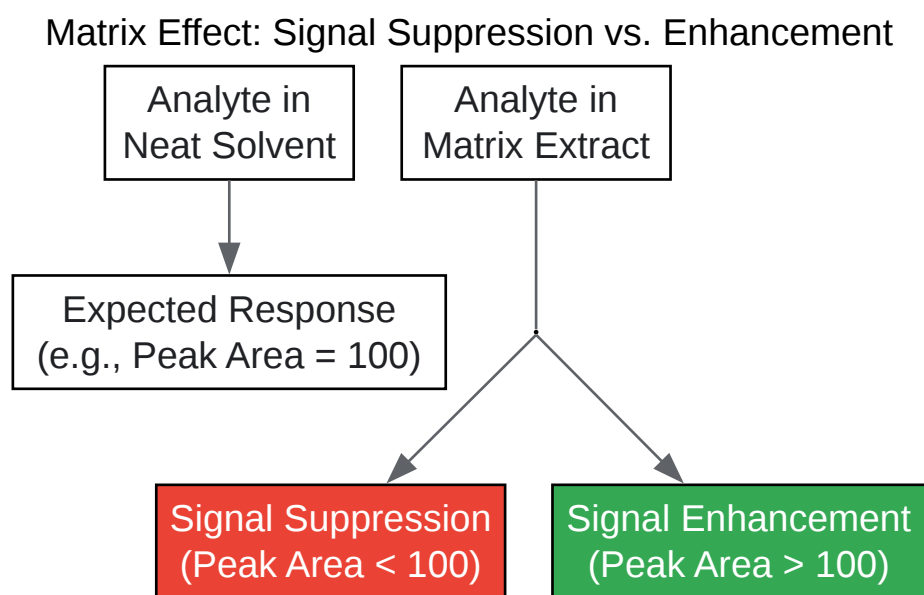 Matrix Effect: Signal Suppression vs. Enhancement
Analyte in
Neat Solvent
Analyte in
Matrix Extract
Expected Response
(e.g., Peak Area = 100)
Signal Suppression
(Peak Area < 100)
Signal Enhancement
(Peak Area > 100)